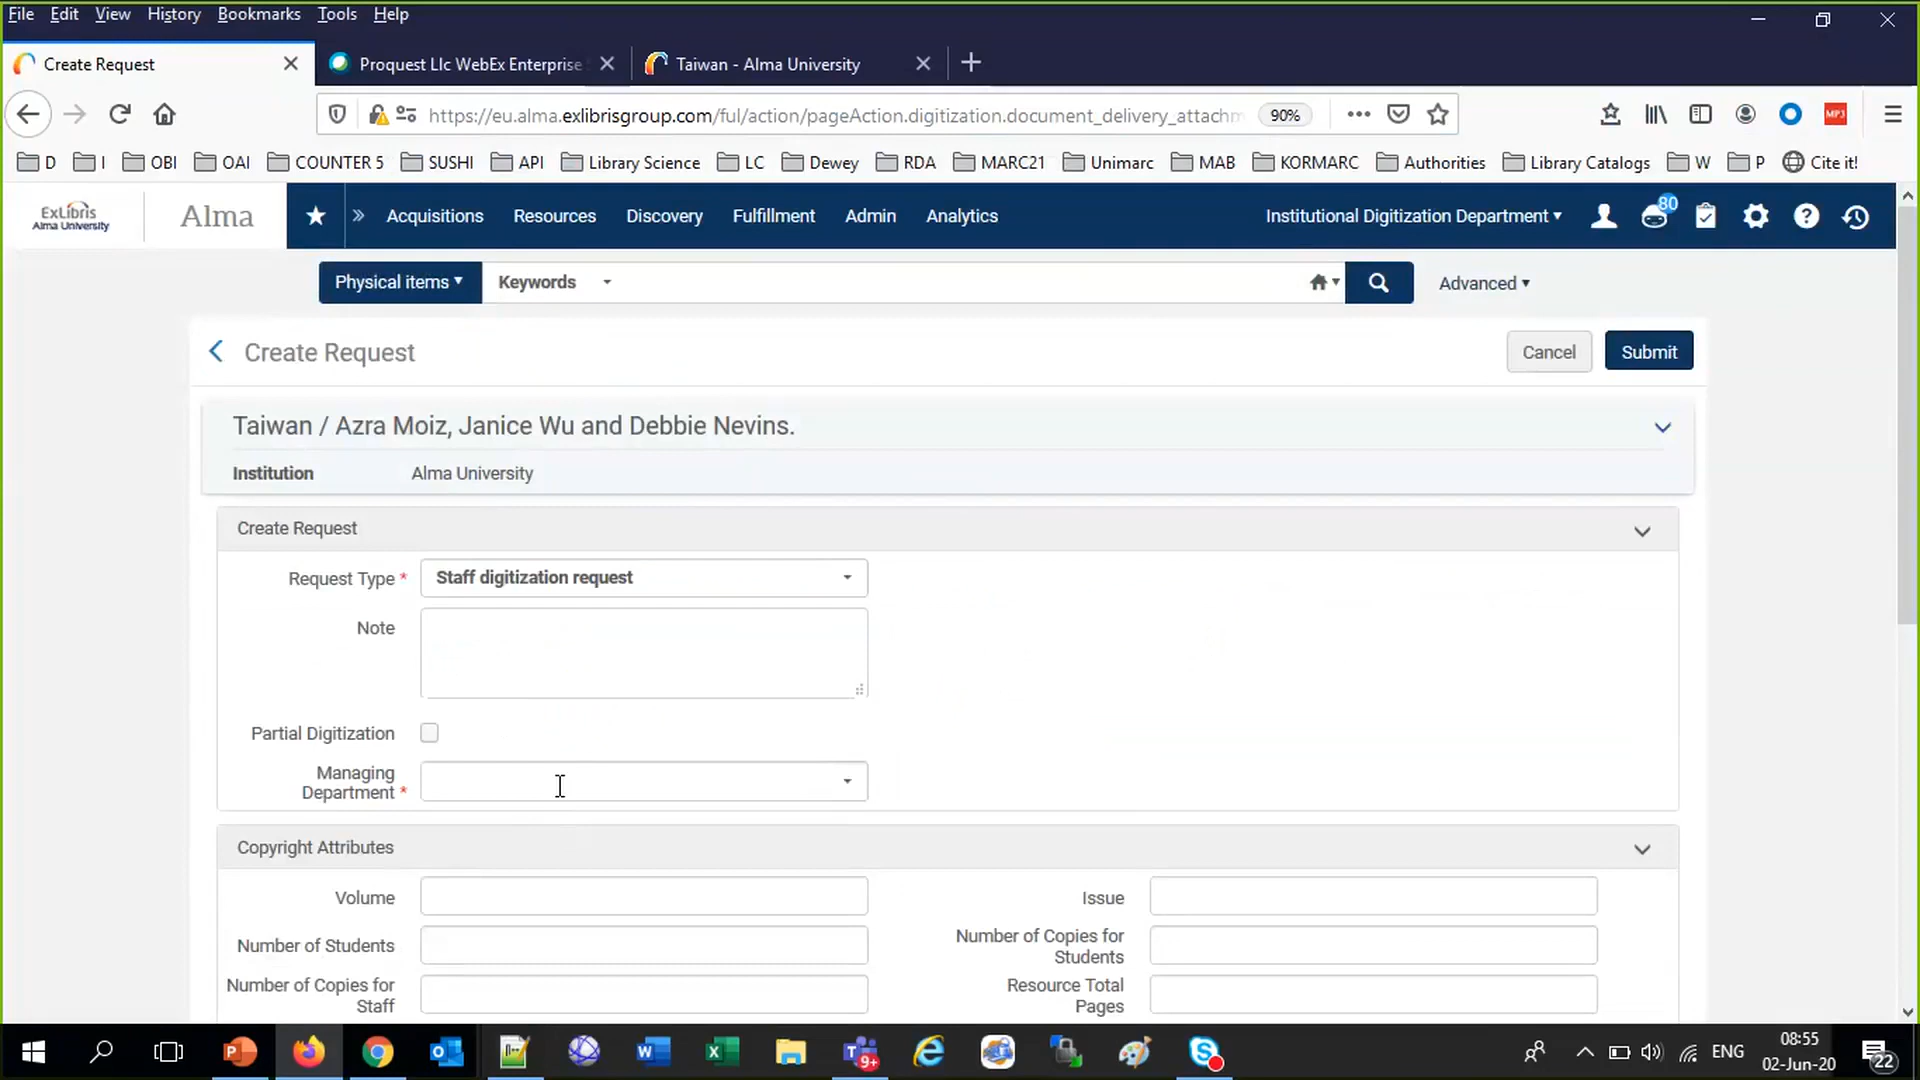 File Edit View History Bookmarks Tools Help
Create Request
Proquest Llc WebEx Enterprise
Taiwan - Alma University
https://eu.alma.exlibrisgroup.com/ful/action/pageAction.digitization.document_delivery_attachm
90%
MP3
D I OBI OAI COUNTER 5 SUSHI API Library Science LC Dewey RDA MARC21 Unimarc MAB KORMARC Authorities Library Catalogs W P Cite it!
ExLibris
Alma University
Alma
Acquisitions Resources Discovery Fulfillment Admin Analytics
Institutional Digitization Department
80
Physical items Keywords Advanced
Create Request Cancel Submit
Taiwan / Azra Moiz, Janice Wu and Debbie Nevins.
Institution Alma University
Create Request
Request Type * Staff digitization request
Note
Partial Digitization
Managing
Department *
Copyright Attributes
Volume Issue
Number of Students
Number of Copies for
Students
Number of Copies for
Staff
Resource Total
Pages
9+
ENG
08:55
02-Jun-20
22